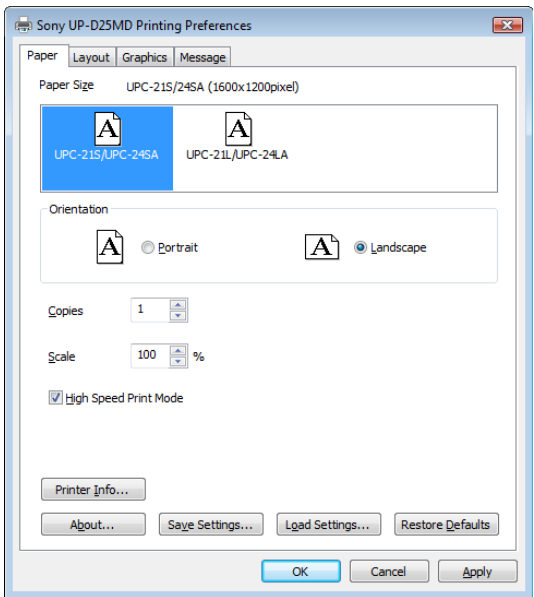 Sony UP-D25MD Printing Preferences
Paper Layout Graphics Message
Paper Size UPC-21S/24SA (1600x1200pixel)
A A
UPC-21S/UPC-24SA UPC-21L/UPC-24LA
Orientation
A Portrait A Landscape
Copies 1
Scale 100 %
High Speed Print Mode
Printer Info...
About... Save Settings... Load Settings... Restore Defaults
OK Cancel Apply